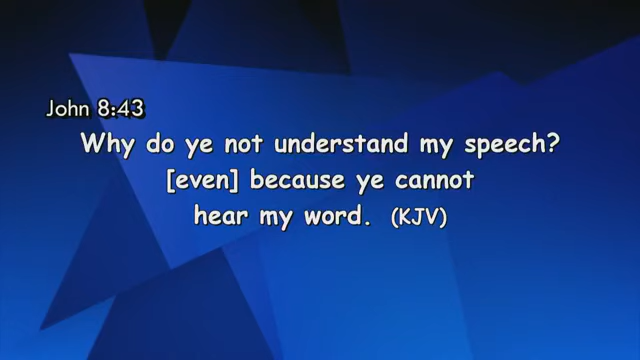 John 8:43
Why do ye not understand my speech?
[even] because ye cannot
hear my word. (KJV)